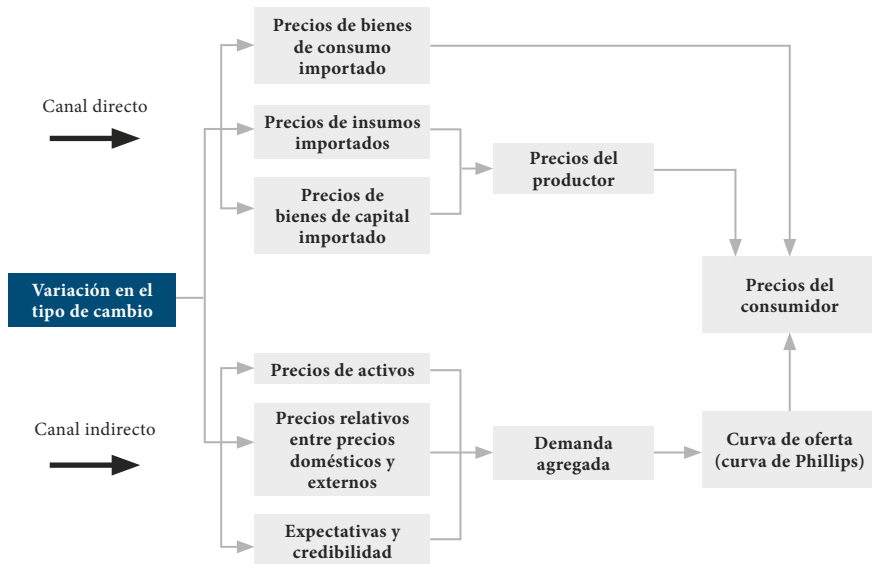 Precios de bienes
de consumo
importado
Canal directo
Precios de insumos
importados
Precios del
productor
Precios de
bienes de capital
importado
Variación en el
tipo de cambio
Precios del
consumidor
Precios de activos
Canal indirecto
Precios relativos
entre precios
domésticos y
externos
Demanda
agregada
Curva de oferta
(curva de Phillips)
Expectativas y
credibilidad